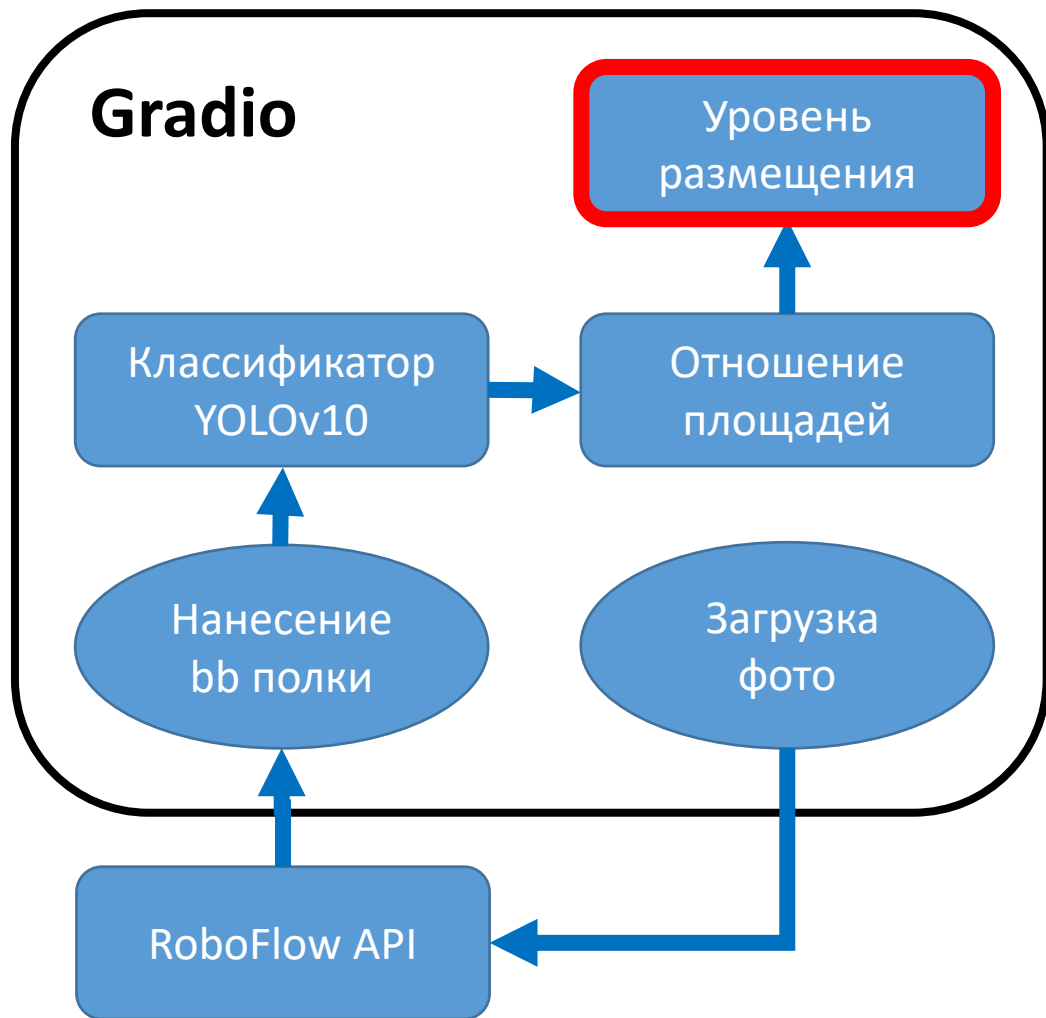 Gradio
Уровень
размещения
Классификатор
YOLOv10
Отношение
площадей
Нанесение
bb полки
Загрузка
фото
RoboFlow API